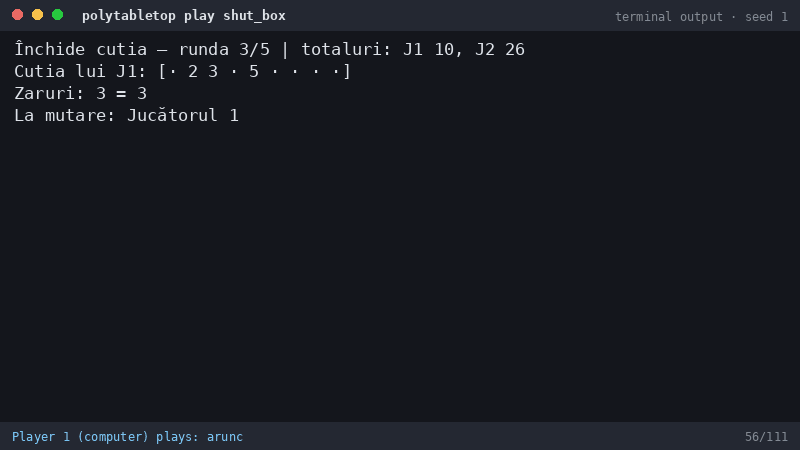 polytabletop play shut_box
terminal output · seed 1
Închide cutia — runda 3/5 | totaluri: J1 10, J2 26
Cutia lui J1: [· 2 3 · 5 · · · ·]
Zaruri: 3 = 3
La mutare: Jucătorul 1
Player 1 (computer) plays: arunc
56/111